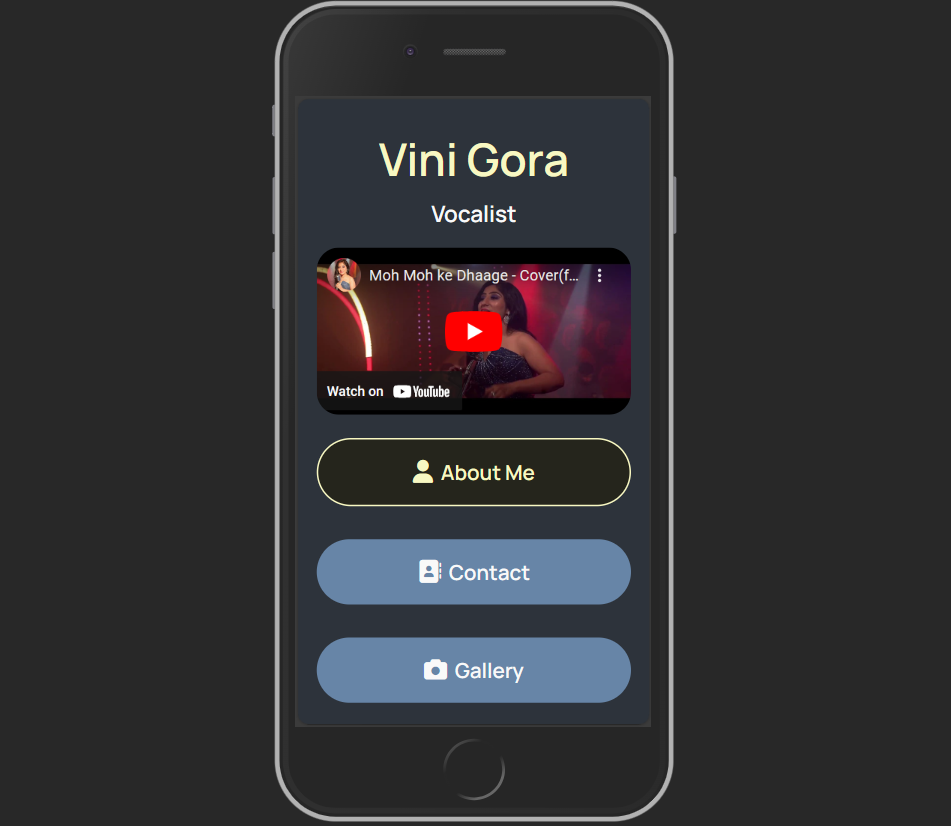 Vini Gora
Vocalist
Moh Moh ke Dhaage - Cover(f...
Watch on YouTube
About Me
Contact
Gallery